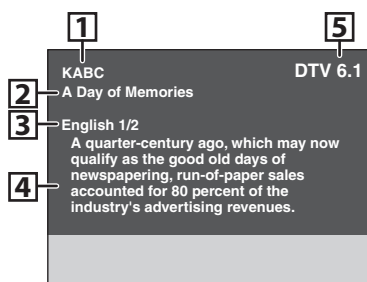 1
5
KABC
DTV 6.1
2
A Day of Memories
3
English 1/2
A quarter-century ago, which may now
qualify as the good old days of
newspapering, run-of-paper sales
4
accounted for 80 percent of the
industry's advertising revenues.